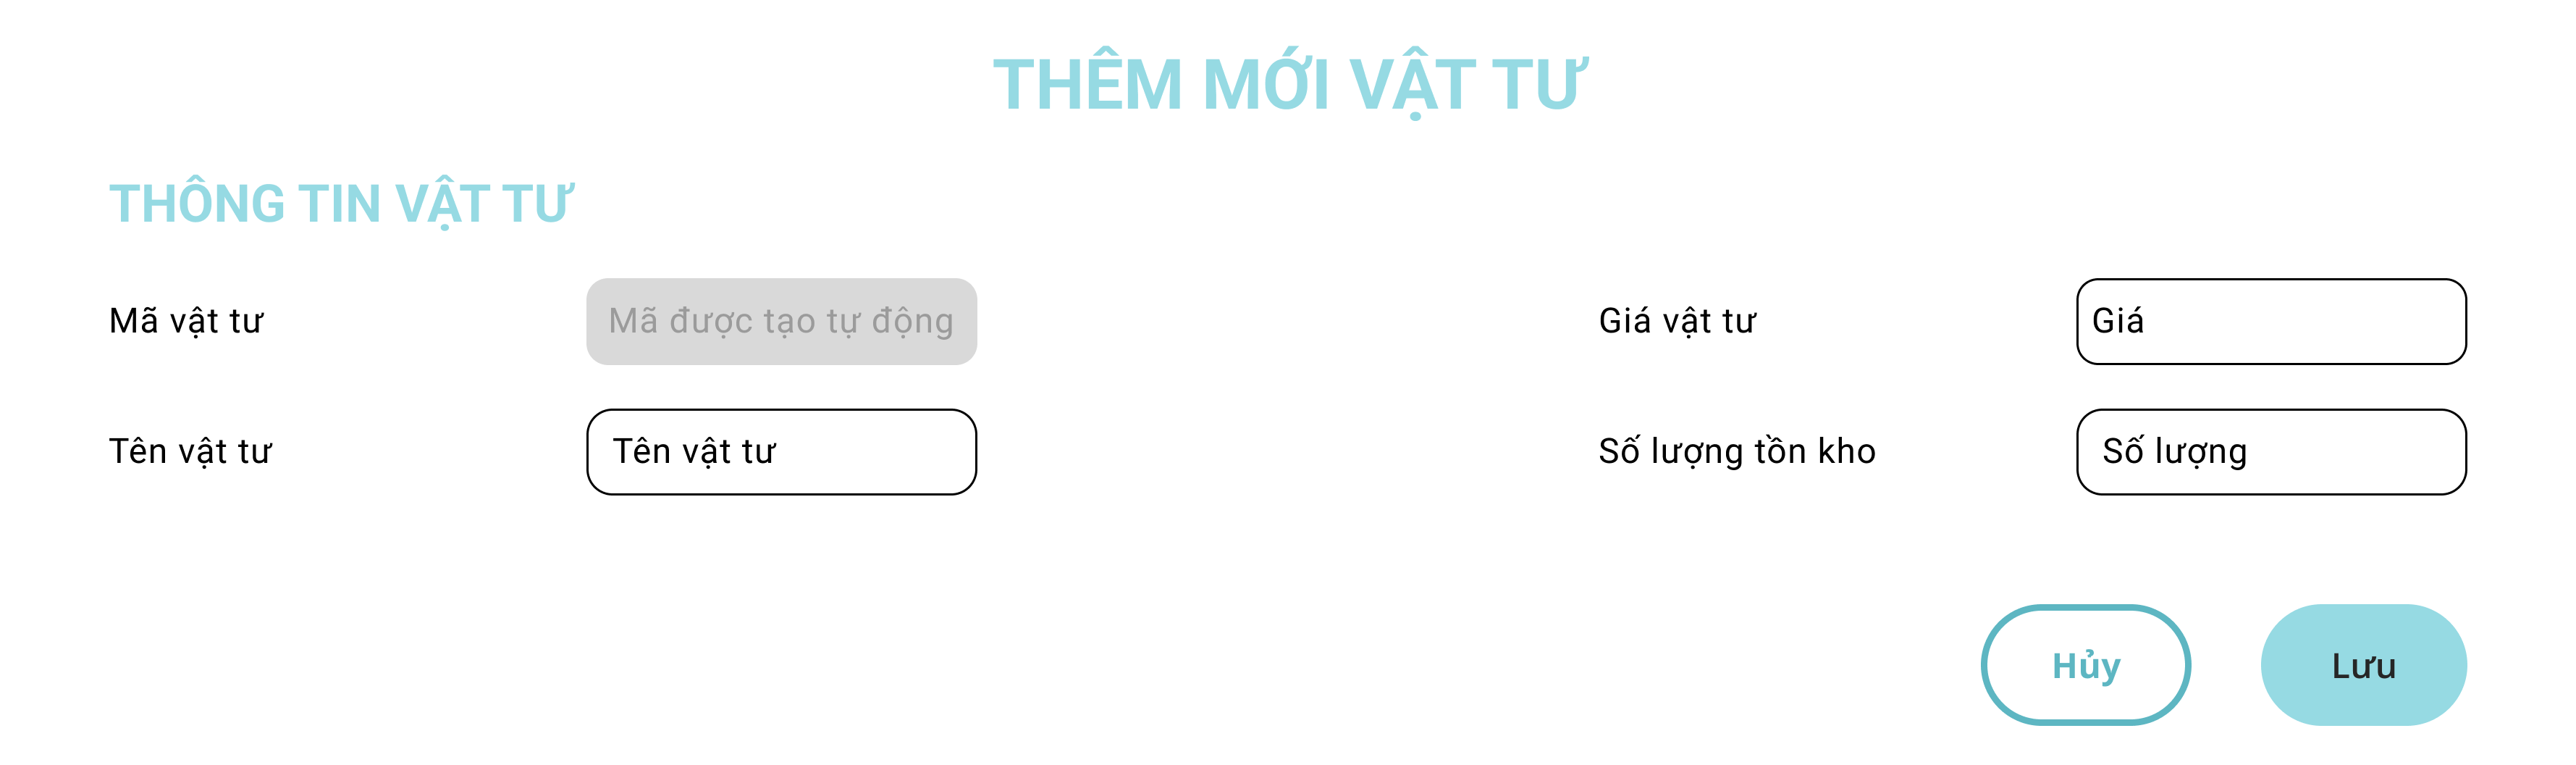 THÊM MỚI VẬT TƯ
THÔNG TIN VẬT TƯ
Mã vật tư
Mã được tạo tự động
Giá vật tư
Giá
Tên vật tư
Tên vật tư
Số lượng tồn kho
Số lượng
Hủy
Lưu